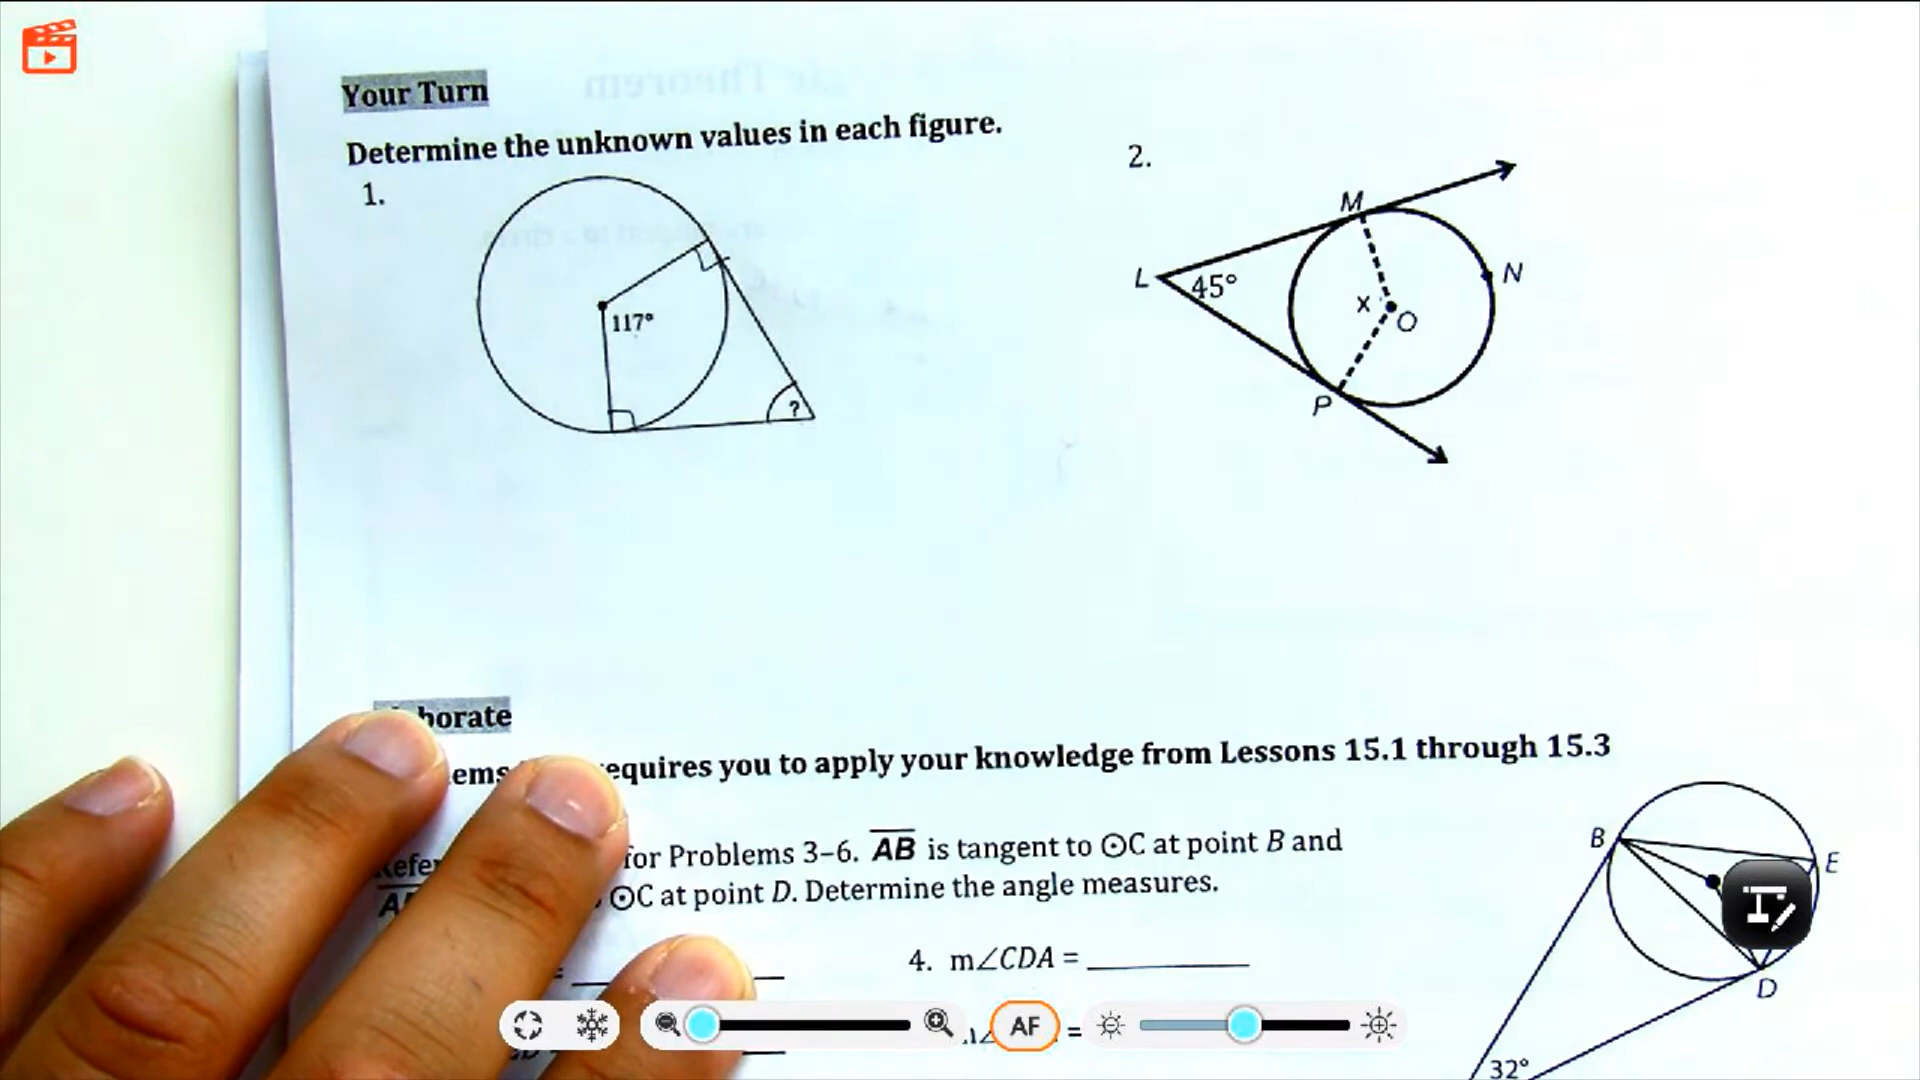 Your Turn
Determine the unknown values in each figure.
1.
117°
?
2.
M
L
45°
N
x
O
P
borate
equires you to apply your knowledge from Lessons 15.1 through 15.3
for Problems 3–6. AB is tangent to ⊙C at point B and
⊙C at point D. Determine the angle measures.
B
E
D
32°
=
4. m∠CDA =
=
AF